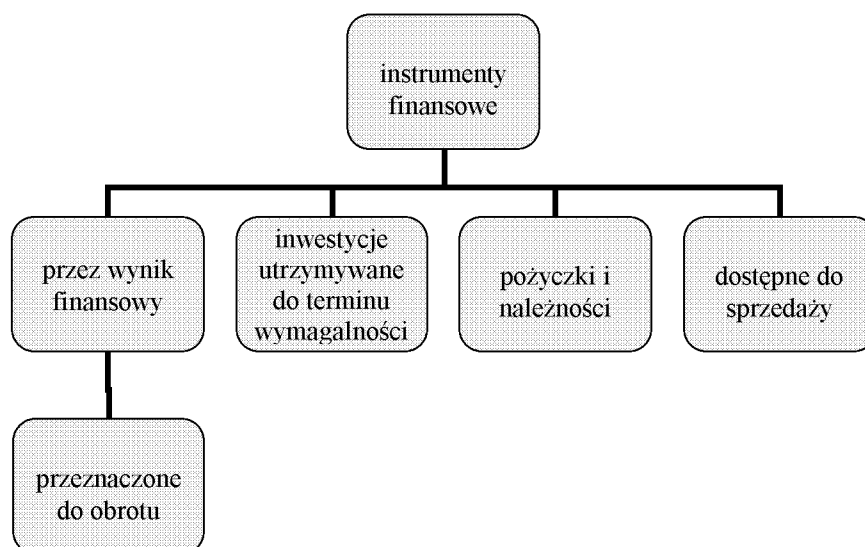 instrumenty
finansowe
przez wynik
finansowy
inwestycje
utrzymywane
do terminu
wymagalności
pożyczki i
należności
dostępne do
sprzedaży
przeznaczone
do obrotu